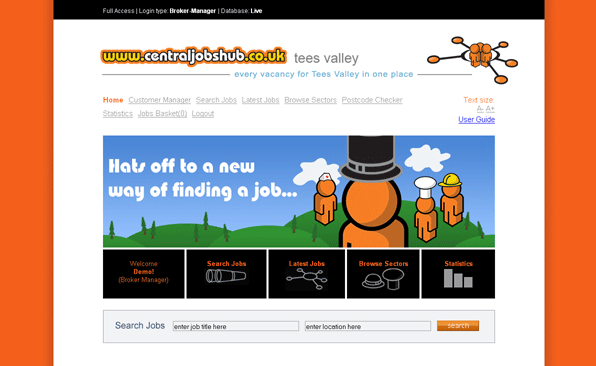 Full Access | Login type: Broker-Manager | Database: Live
www.centraljobshub.co.uk tees valley
every vacancy for Tees Valley in one place
Home Customer Manager Search Jobs Latest Jobs Browse Sectors Postcode Checker
Statistics Jobs Basket(0) Logout
Text size:
A- A+
User Guide
Hats off to a new
way of finding a job...
Welcome
Demo!
(Broker Manager)
Search Jobs
Latest Jobs
Browse Sectors
Statistics
Search Jobs enter job title here enter location here search